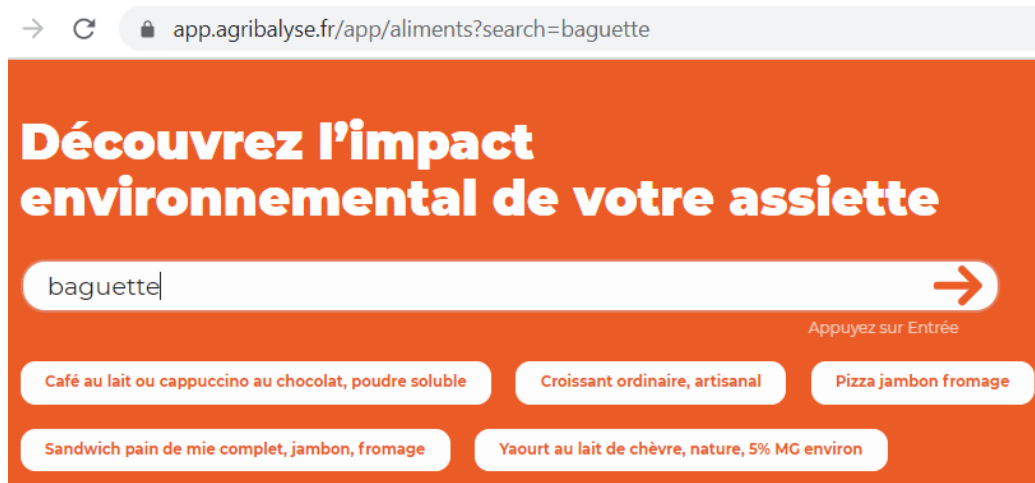 app.agribalyse.fr/app/aliments?search=baguette
Découvrez l’impact
environnemental de votre assiette
baguette
Appuyez sur Entrée
Café au lait ou cappuccino au chocolat, poudre soluble
Croissant ordinaire, artisanal
Pizza jambon fromage
Sandwich pain de mie complet, jambon, fromage
Yaourt au lait de chèvre, nature, 5% MG environ